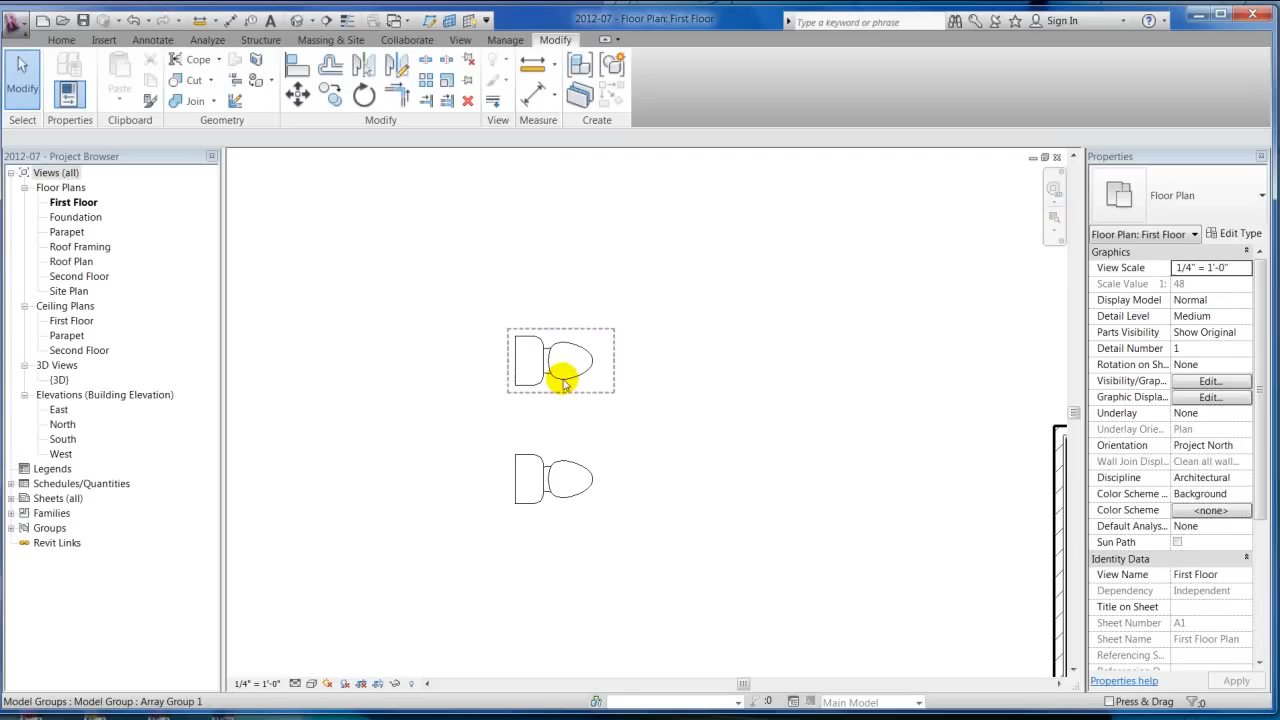 2012-07 - Floor Plan: First Floor
Type a keyword or phrase
Sign In
Home Insert Annotate Analyze Structure Massing & Site Collaborate View Manage Modify
Modify
Paste
Cope
Cut
Join
Select Properties Clipboard Geometry Modify View Measure Create
2012-07 - Project Browser
Views (all)
Floor Plans
First Floor
Foundation
Parapet
Roof Framing
Roof Plan
Second Floor
Site Plan
Ceiling Plans
First Floor
Parapet
Second Floor
3D Views
{3D}
Elevations (Building Elevation)
East
North
South
West
Legends
Schedules/Quantities
Sheets (all)
Families
Groups
Revit Links
Properties
Floor Plan
Floor Plan: First Floor Edit Type
Graphics
View Scale 1/4" = 1'-0"
Scale Value 1: 48
Display Model Normal
Detail Level Medium
Parts Visibility Show Original
Detail Number 1
Rotation on Sh... None
Visibility/Grap... Edit...
Graphic Displa... Edit...
Underlay None
Underlay Orie... Plan
Orientation Project North
Wall Join Displ... Clean all wall...
Discipline Architectural
Color Scheme ... Background
Color Scheme <none>
Default Analys... None
Sun Path
Identity Data
View Name First Floor
Dependency Independent
Title on Sheet
Sheet Number A1
Sheet Name First Floor Plan
Referencing S...
Properties help Apply
1/4" = 1'-0"
Model Groups : Model Group : Array Group 1
:0
Main Model
Press & Drag
:0